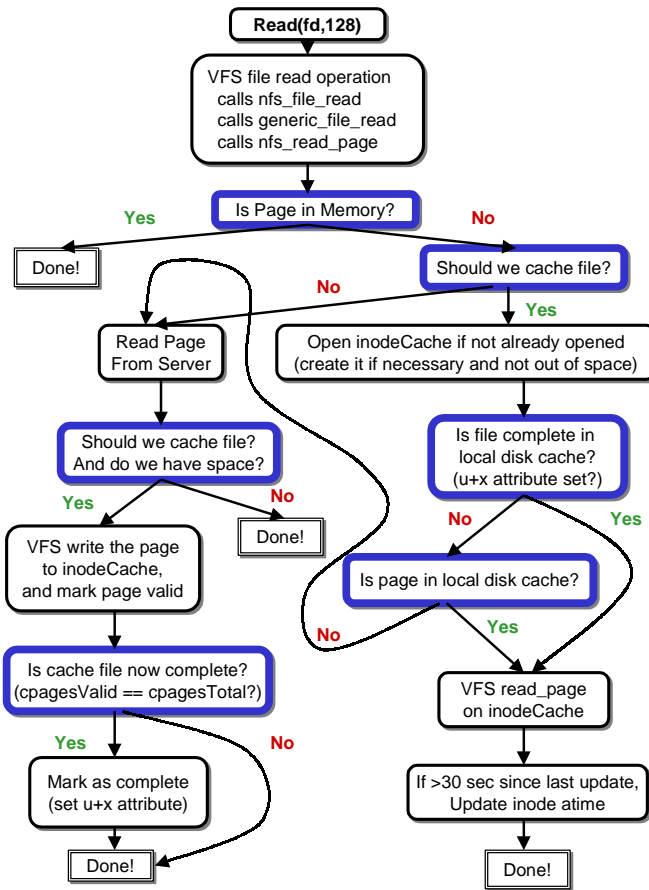 Read(fd,128)
VFS file read operation
calls nfs_file_read
calls generic_file_read
calls nfs_read_page
Is Page in Memory?
Yes
No
Done!
Should we cache file?
No
Yes
Read Page
From Server
Open inodeCache if not already opened
(create it if necessary and not out of space)
Should we cache file?
And do we have space?
Is file complete in
local disk cache?
(u+x attribute set?)
Yes
No
Done!
No
Yes
VFS write the page
to inodeCache,
and mark page valid
Is page in local disk cache?
No
Yes
Is cache file now complete?
(cpagesValid == cpagesTotal?)
VFS read_page
on inodeCache
Yes
No
Mark as complete
(set u+x attribute)
If >30 sec since last update,
Update inode atime
Done!
Done!